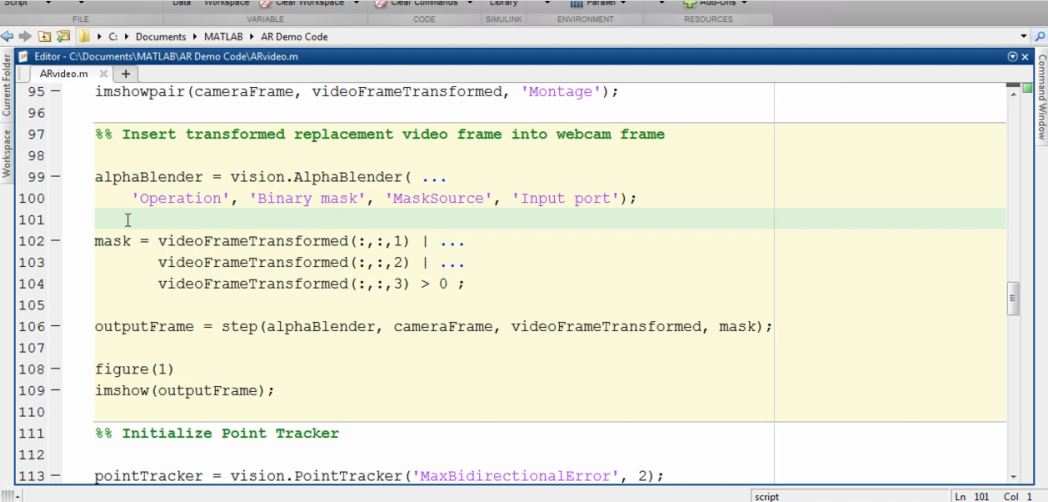 Script
Data Workspace Clear Workspace Clear Commands Library Parallel Add-Ons
FILE VARIABLE CODE SIMULINK ENVIRONMENT RESOURCES
C: Documents MATLAB AR Demo Code
Editor - C:\Documents\MATLAB\AR Demo Code\ARvideo.m
ARvideo.m
Current Folder
Workspace
Command Window
95 imshowpair(cameraFrame, videoFrameTransformed, 'Montage');
96
97 %% Insert transformed replacement video frame into webcam frame
98
99 alphaBlender = vision.AlphaBlender( ...
100 'Operation', 'Binary mask', 'MaskSource', 'Input port');
101
102 mask = videoFrameTransformed(:,:,1) | ...
103 videoFrameTransformed(:,:,2) | ...
104 videoFrameTransformed(:,:,3) > 0 ;
105
106 outputFrame = step(alphaBlender, cameraFrame, videoFrameTransformed, mask);
107
108 figure(1)
109 imshow(outputFrame);
110
111 %% Initialize Point Tracker
112
113 pointTracker = vision.PointTracker('MaxBidirectionalError', 2);
script Ln 101 Col 1